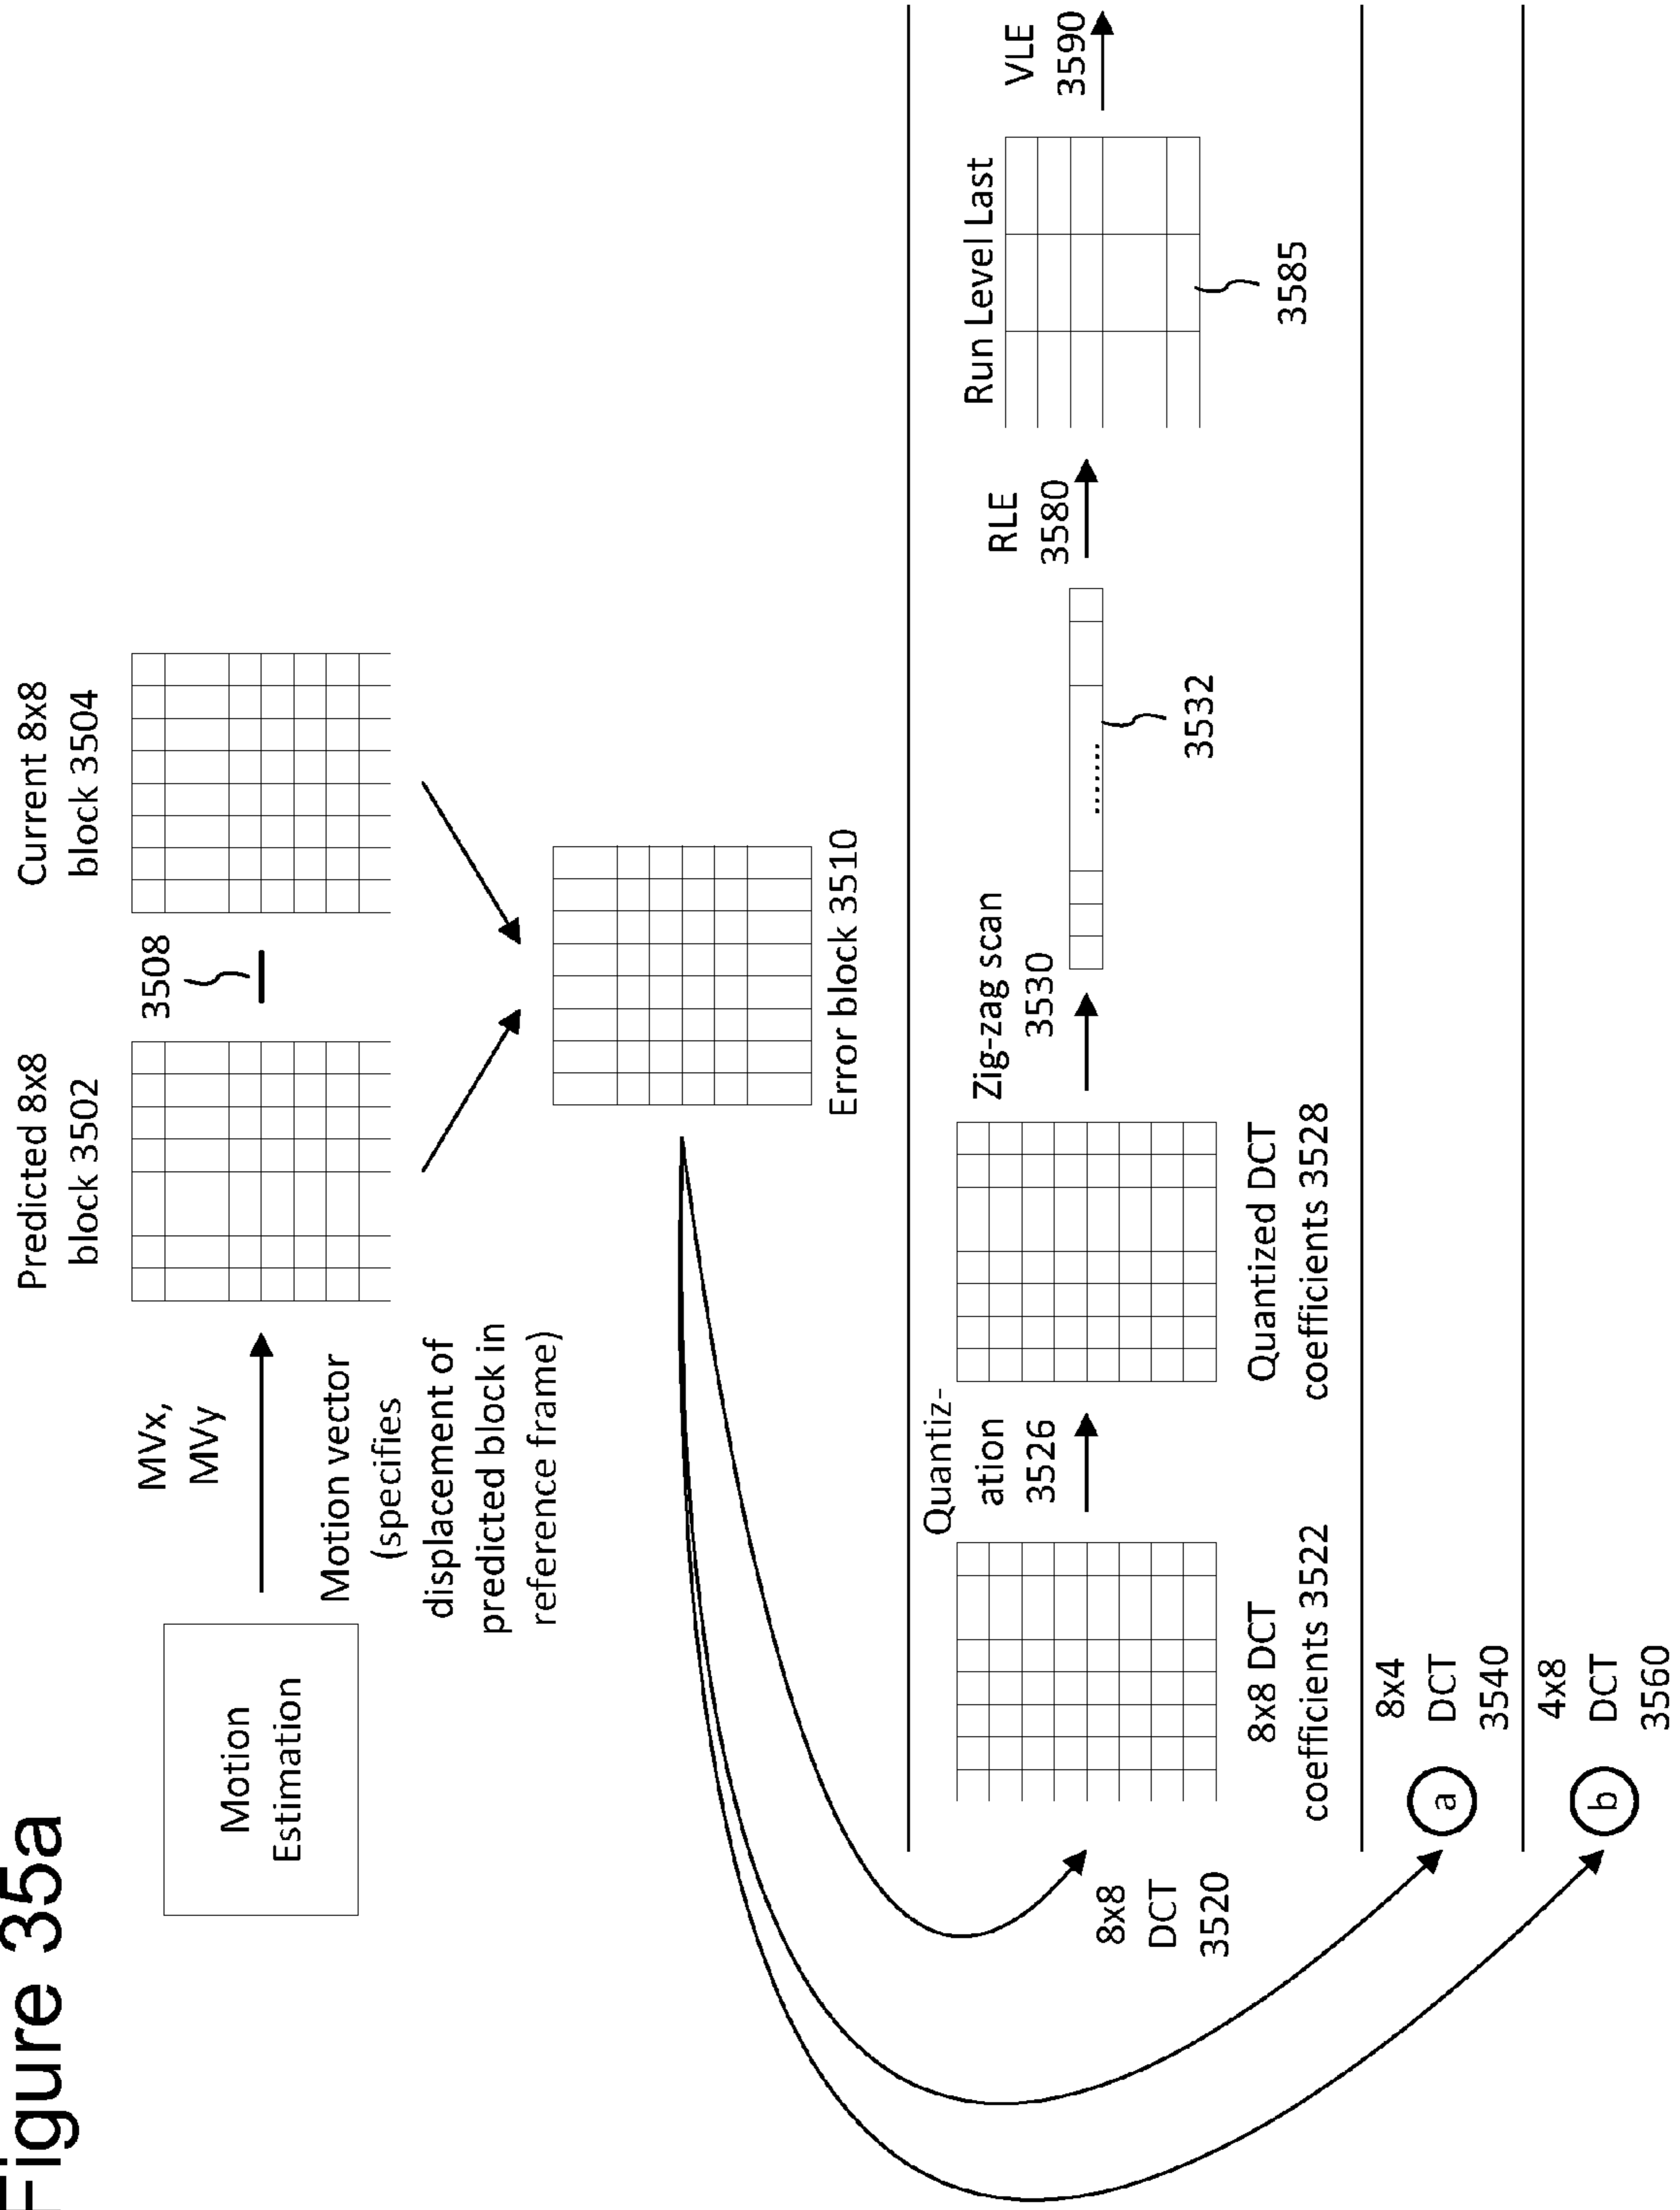 Figure 35a
Motion
Estimation
MVx,
MVy
Motion vector
(specifies
displacement of
predicted block in
reference frame)
Predicted 8x8
block 3502
3508
Current 8x8
block 3504
Error block 3510
8x8
DCT
3520
8x8 DCT
coefficients 3522
Quantiz-
ation
3526
Quantized DCT
coefficients 3528
Zig-zag scan
3530
3532
RLE
3580
Run Level Last
3585
VLE
3590
a
8x4
DCT
3540
b
4x8
DCT
3560